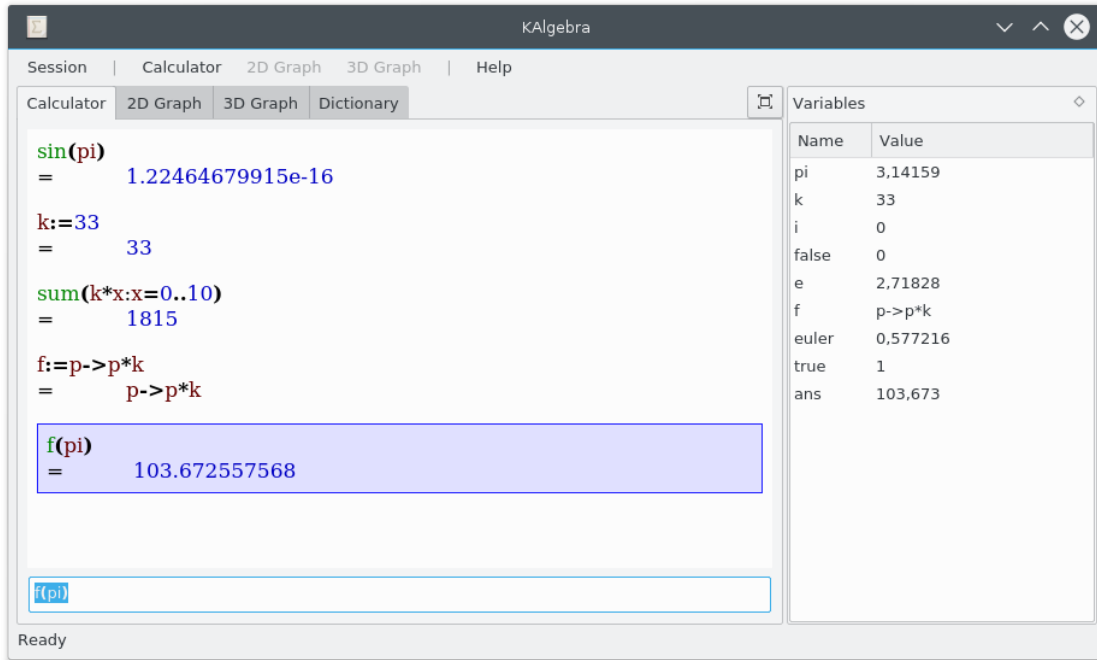 Σ
KAlgebra
Session | Calculator 2D Graph 3D Graph | Help
Calculator 2D Graph 3D Graph Dictionary
sin(pi)
= 1.22464679915e-16
k:=33
= 33
sum(k*x:x=0..10)
= 1815
f:=p->p*k
= p->p*k
f(pi)
= 103.672557568
f(pi)
Variables
Name Value
pi 3,14159
k 33
i 0
false 0
e 2,71828
f p->p*k
euler 0,577216
true 1
ans 103,673
Ready